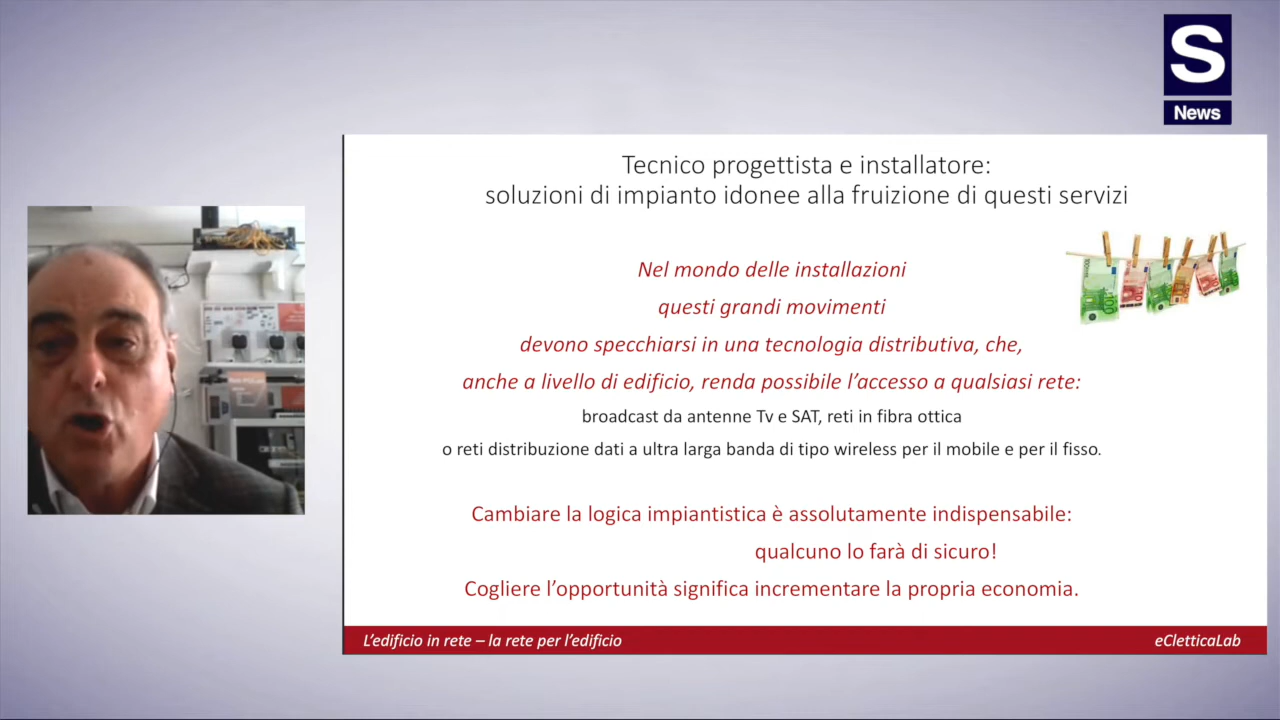 S
News
Tecnico progettista e installatore:
soluzioni di impianto idonee alla fruizione di questi servizi
Nel mondo delle installazioni
questi grandi movimenti
devono specchiarsi in una tecnologia distributiva, che,
anche a livello di edificio, renda possibile l’accesso a qualsiasi rete:
broadcast da antenne Tv e SAT, reti in fibra ottica
o reti distribuzione dati a ultra larga banda di tipo wireless per il mobile e per il fisso.
Cambiare la logica impiantistica è assolutamente indispensabile:
qualcuno lo farà di sicuro!
Cogliere l’opportunità significa incrementare la propria economia.
L’edificio in rete – la rete per l’edificio
eCletticaLab